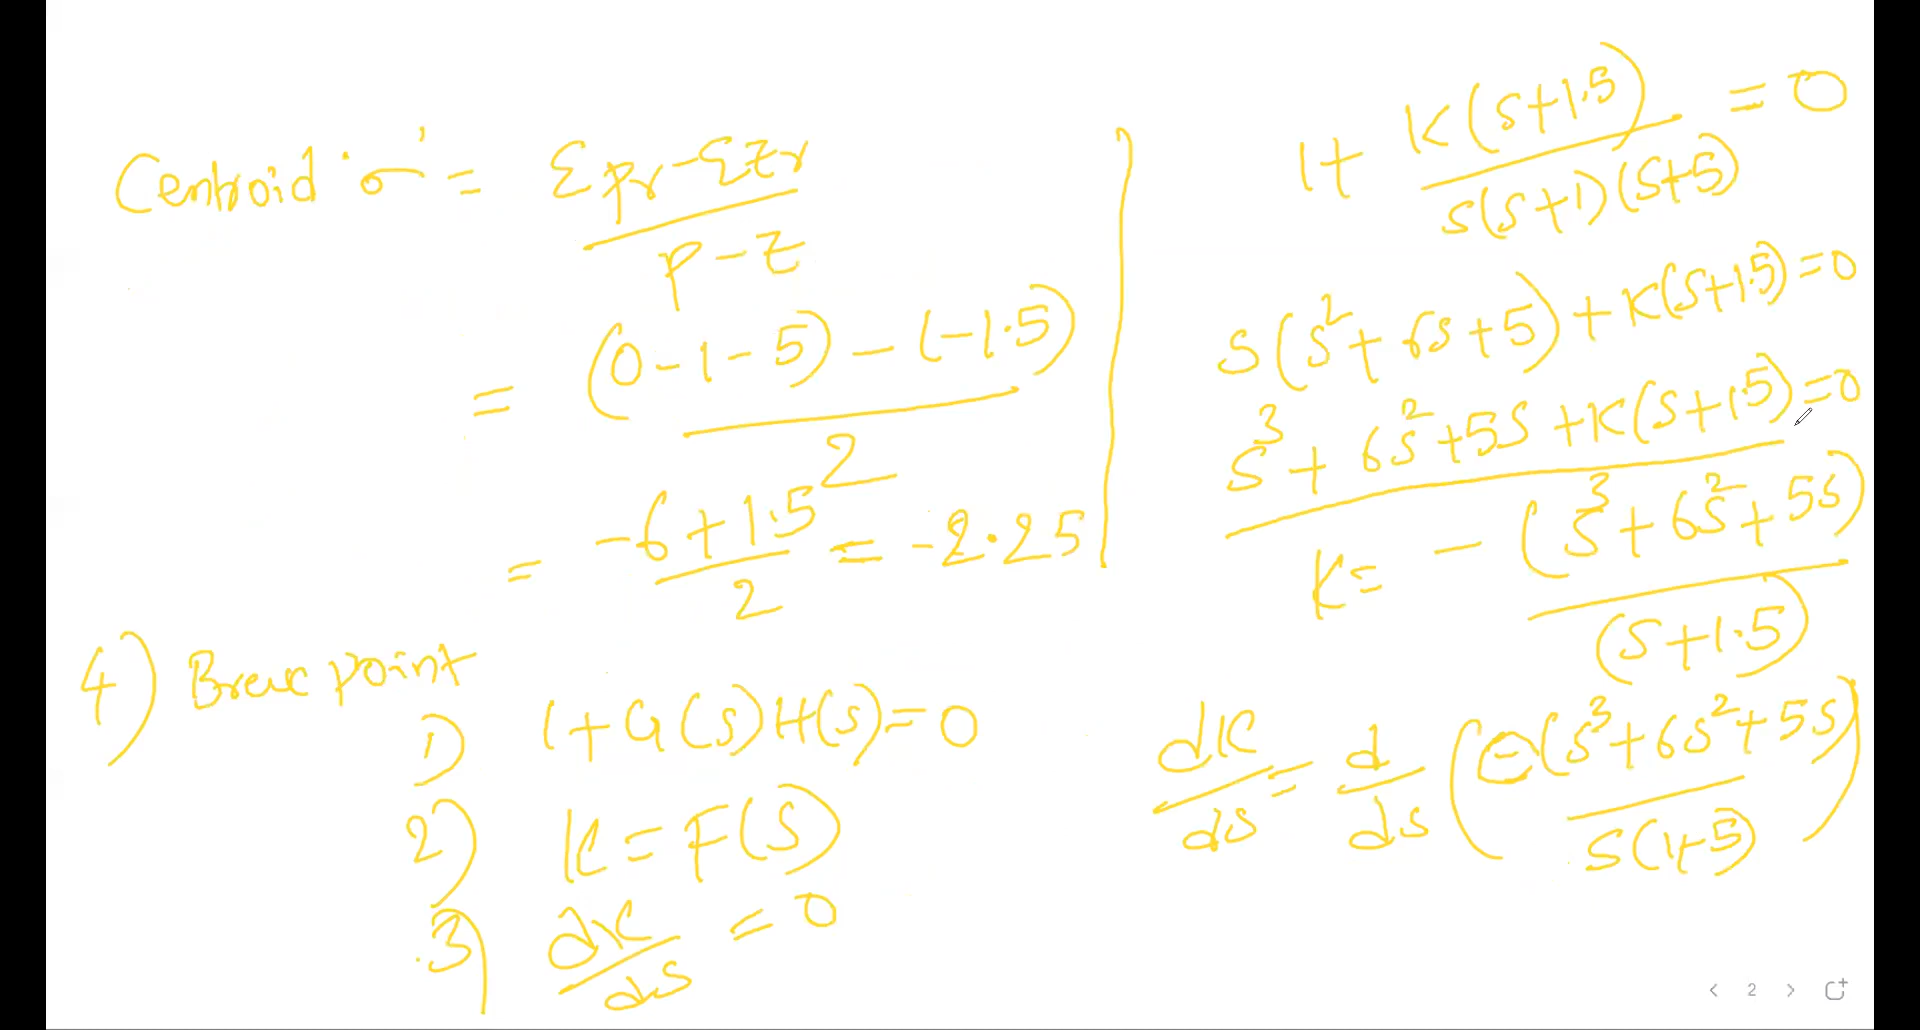 Centroid 'σ' = Σpr - Σzr / p - z
= (0 - 1 - 5) - (-1.5) / 2
= -6 + 1.5 / 2 = -2.25
4) Break point
1) 1 + G(s)H(s) = 0
2) K = F(s)
3) dK/ds = 0
1 + K(s+1.5) / s(s+1)(s+5) = 0
s(s² + 6s + 5) + K(s+1.5) = 0
s³ + 6s² + 5s + K(s+1.5) = 0
K = -(s³ + 6s² + 5s) / (s+1.5)
dK/ds = d/ds (-(s³ + 6s² + 5s) / s(1+5))
< 2 >